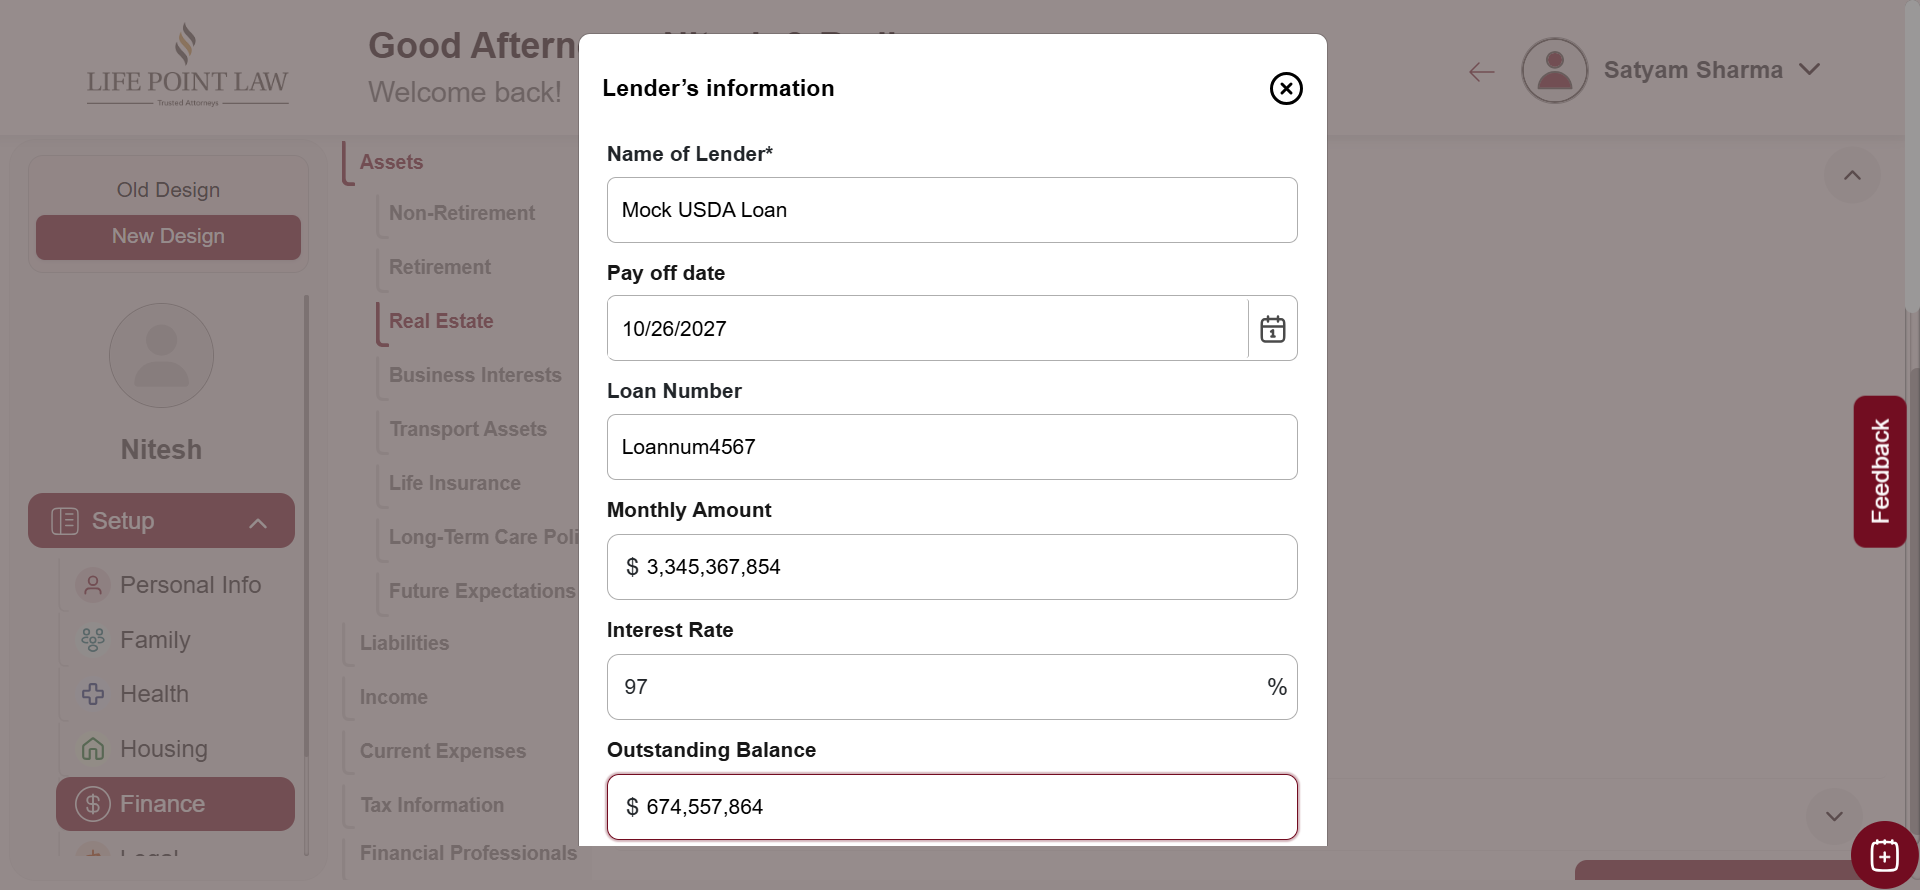 LIFE POINT LAW
Trusted Attorneys
Good Aftern
Welcome back!
Satyam Sharma
Old Design
New Design
Nitesh
Setup
Personal Info
Family
Health
Housing
Finance
Assets
Non-Retirement
Retirement
Real Estate
Business Interests
Transport Assets
Life Insurance
Long-Term Care Poli
Future Expectations
Liabilities
Income
Current Expenses
Tax Information
Financial Professionals
Lender’s information
Name of Lender*
Mock USDA Loan
Pay off date
10/26/2027
1
Loan Number
Loannum4567
Monthly Amount
$ 3,345,367,854
Interest Rate
97 %
Outstanding Balance
$ 674,557,864
Feedback